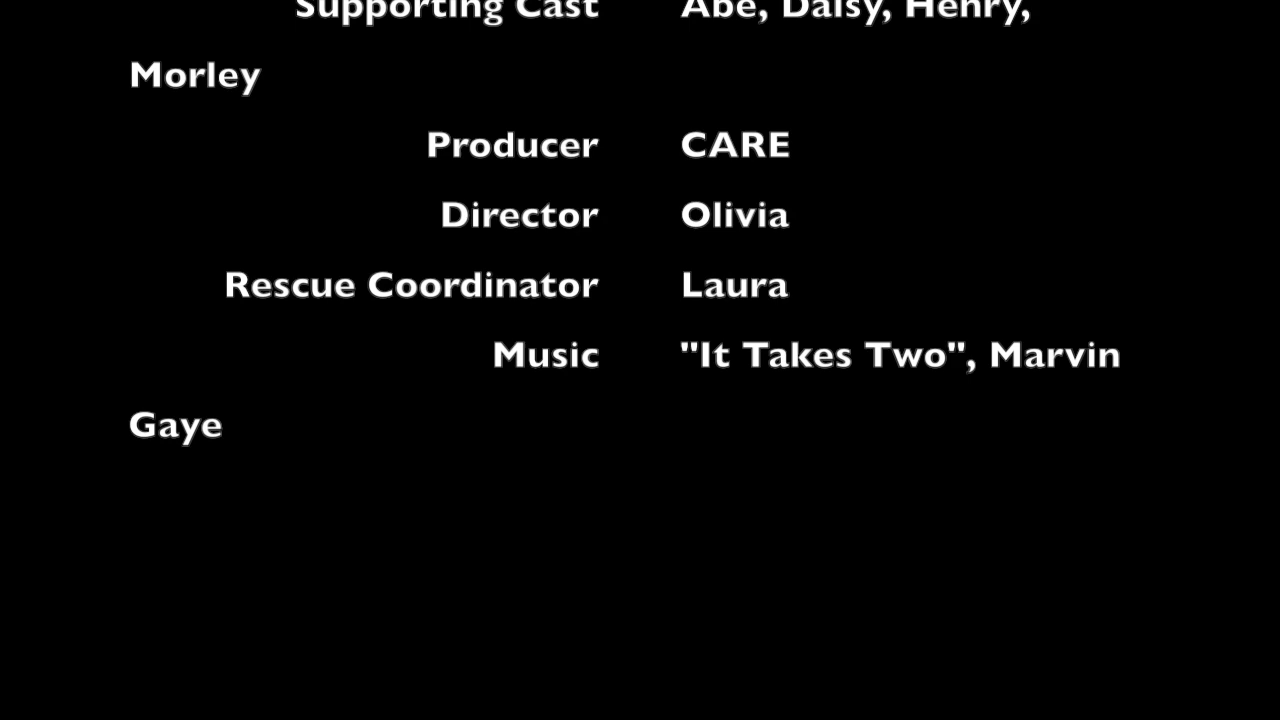 Supporting Cast Abe, Daisy, Henry,
Morley
Producer CARE
Director Olivia
Rescue Coordinator Laura
Music "It Takes Two", Marvin
Gaye